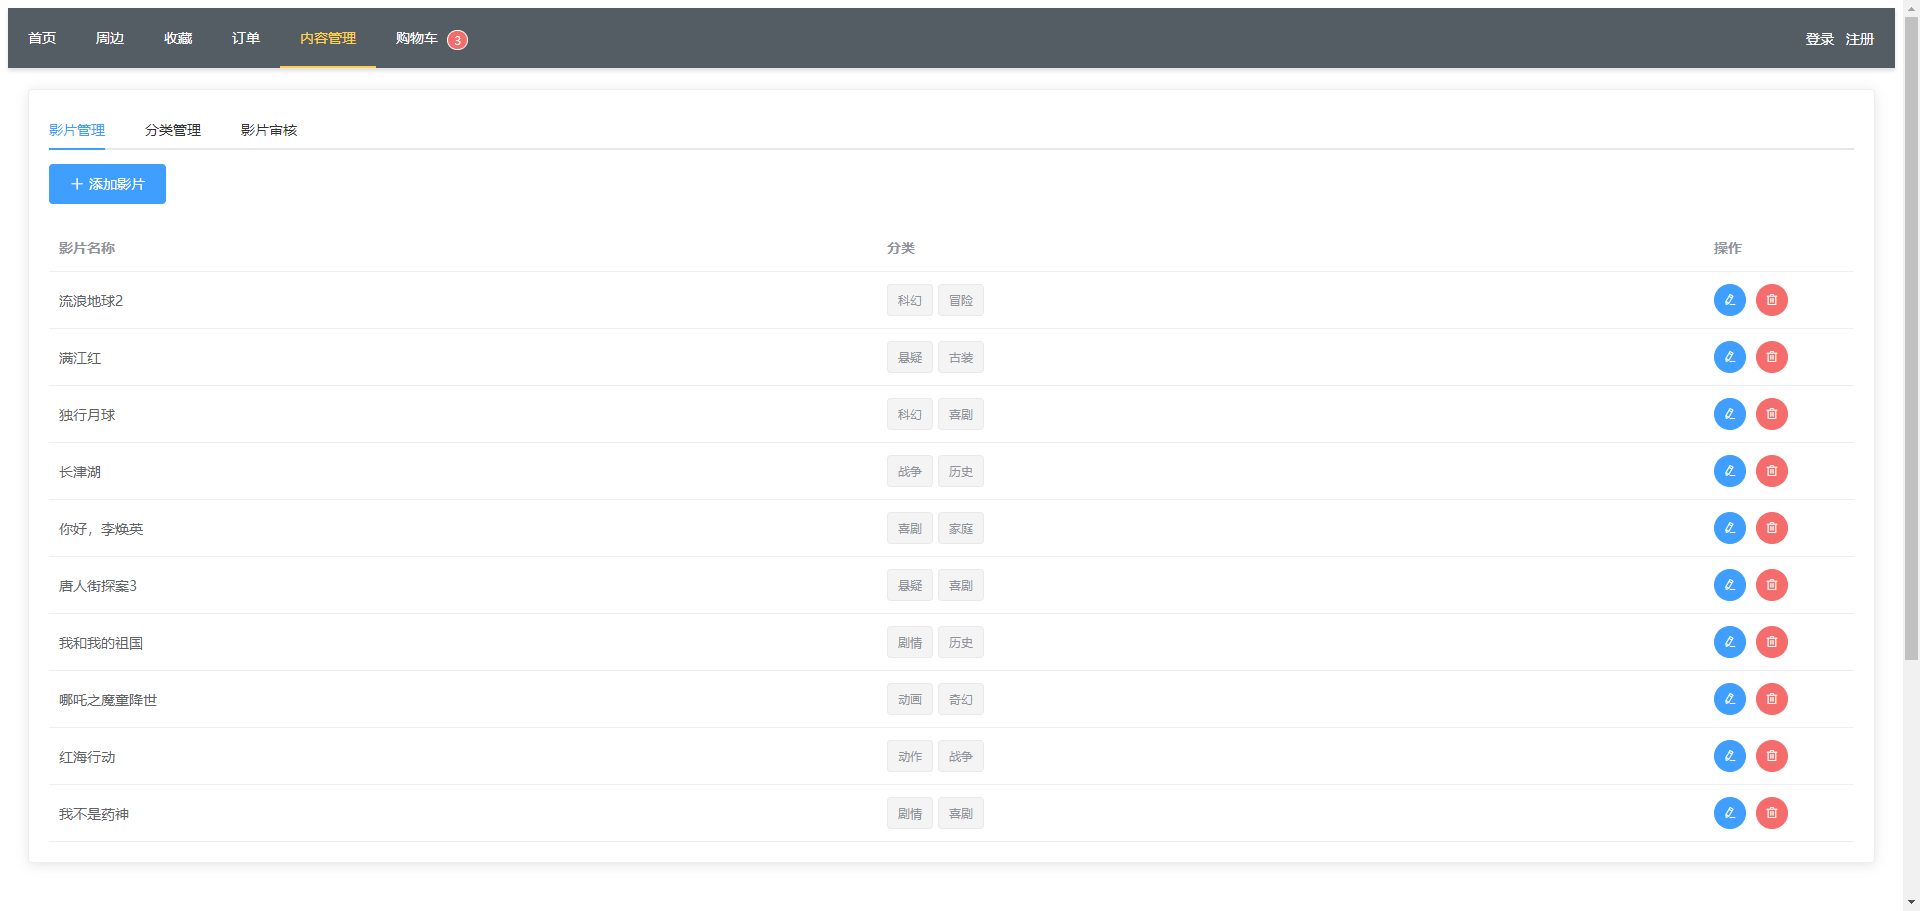 首页 周边 收藏 订单 内容管理 购物车 3 登录 注册
影片管理 分类管理 影片审核
添加影片
影片名称 分类 操作
流浪地球2 科幻 冒险
满江红 悬疑 古装
独行月球 科幻 喜剧
长津湖 战争 历史
你好，李焕英 喜剧 家庭
唐人街探案3 悬疑 喜剧
我和我的祖国 剧情 历史
哪吒之魔童降世 动画 奇幻
红海行动 动作 战争
我不是药神 剧情 喜剧